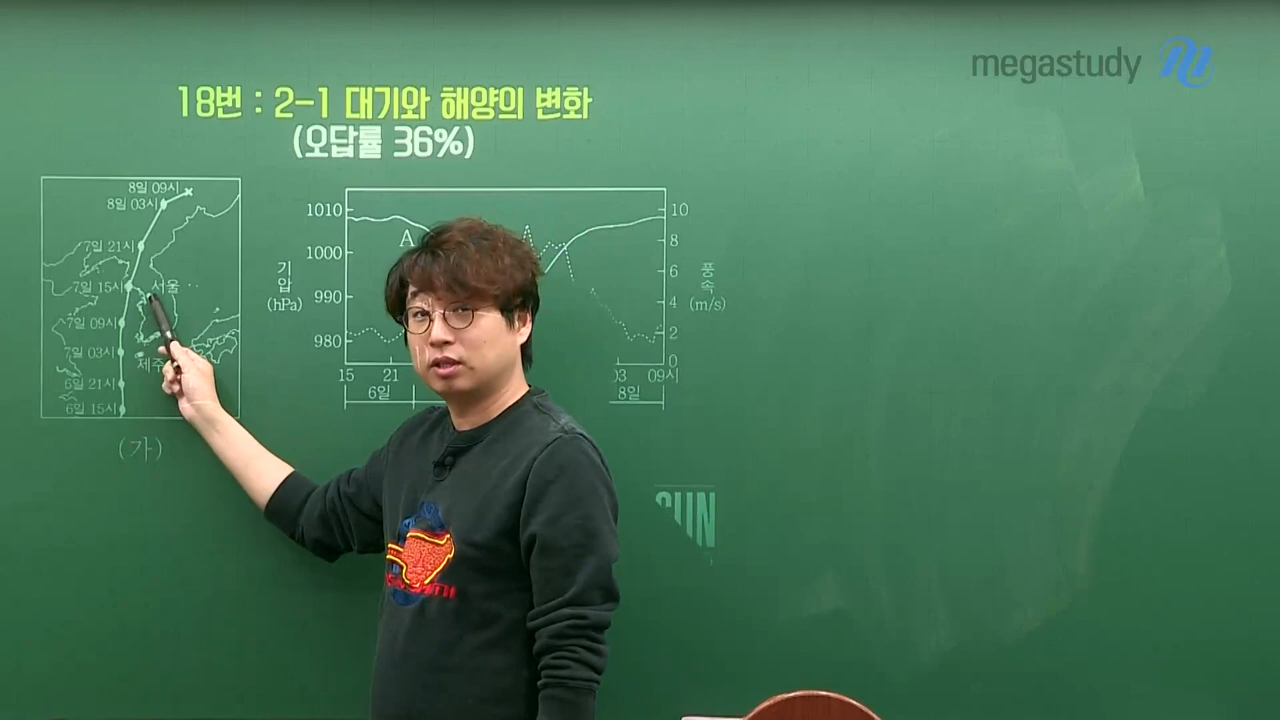 megastudy
18번 : 2-1 대기와 해양의 변화
(오답률 36%)
8일 09시
8일 03시
7일 21시
7일 15시
서울
7일 09시
7일 03시
제주
6일 21시
6일 15시
(가)
기압
(hPa)
1010
1000
990
980
A
10
8
6
4
2
0
풍속
(m/s)
15 21 03 09시
6일 8일
SUN